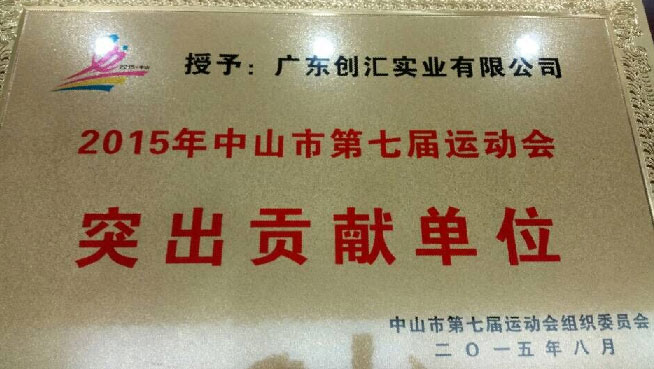 授予：广东创汇实业有限公司
2015年中山市第七届运动会
突出贡献单位
中山市第七届运动会组织委员会
二〇一五年八月